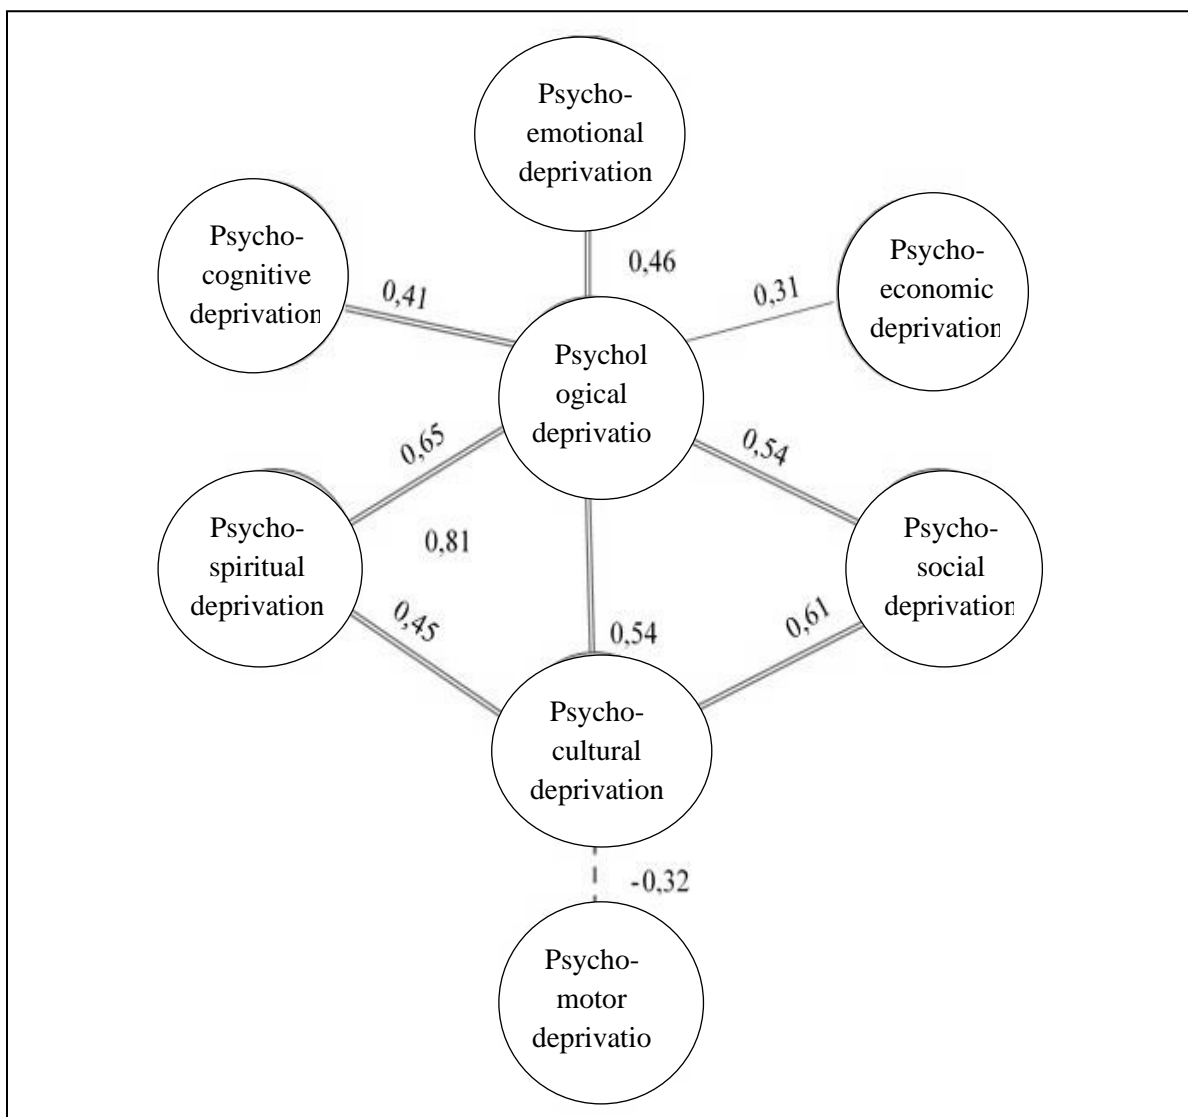 Psycho-
emotional
deprivation
Psycho-
cognitive
deprivation
Psycho-
economic
deprivation
0,46
0,41
0,31
Psychol
ogical
deprivatio
0,65
0,54
Psycho-
spiritual
deprivation
0,81
Psycho-
social
deprivation
0,45
0,54
0,61
Psycho-
cultural
deprivation
-0,32
Psycho-
motor
deprivatio